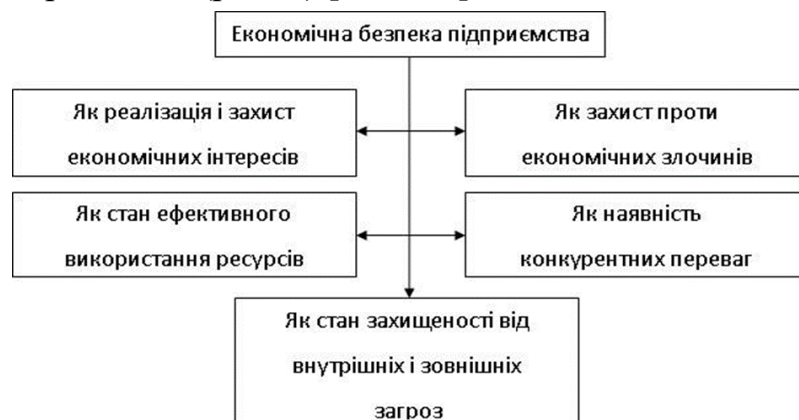 Економічна безпека підприємства
Як реалізація і захист
економічних інтересів
Як захист проти
економічних злочинів
Як стан ефективного
використання ресурсів
Як наявність
конкурентних переваг
Як стан захищеності від
внутрішніх і зовнішніх
загроз